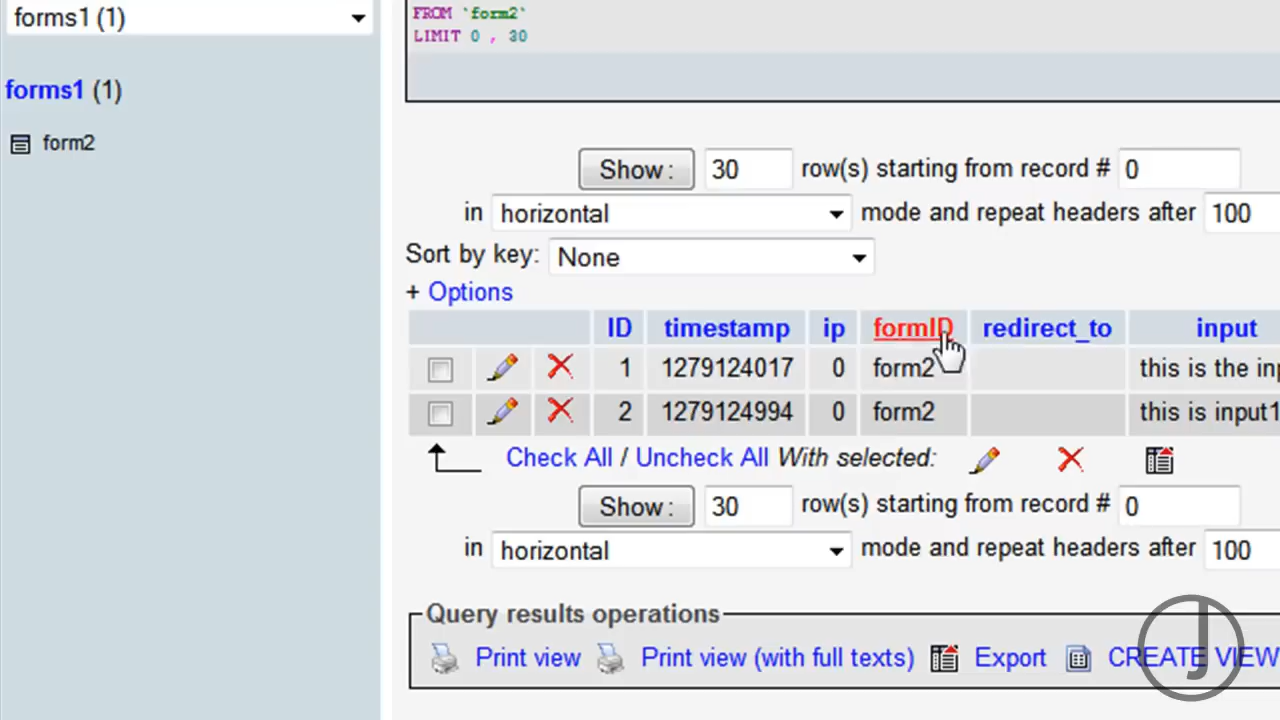 forms1 (1)
forms1 (1)
form2
FROM `form2`
LIMIT 0 , 30
Show : 30 row(s) starting from record # 0
in horizontal mode and repeat headers after 100
Sort by key: None
+ Options
ID timestamp ip formID redirect_to input
1 1279124017 0 form2 this is the inp
2 1279124994 0 form2 this is input1
Check All / Uncheck All With selected:
Show : 30 row(s) starting from record # 0
in horizontal mode and repeat headers after 100
Query results operations
Print view Print view (with full texts) Export CREATE VIEW
J